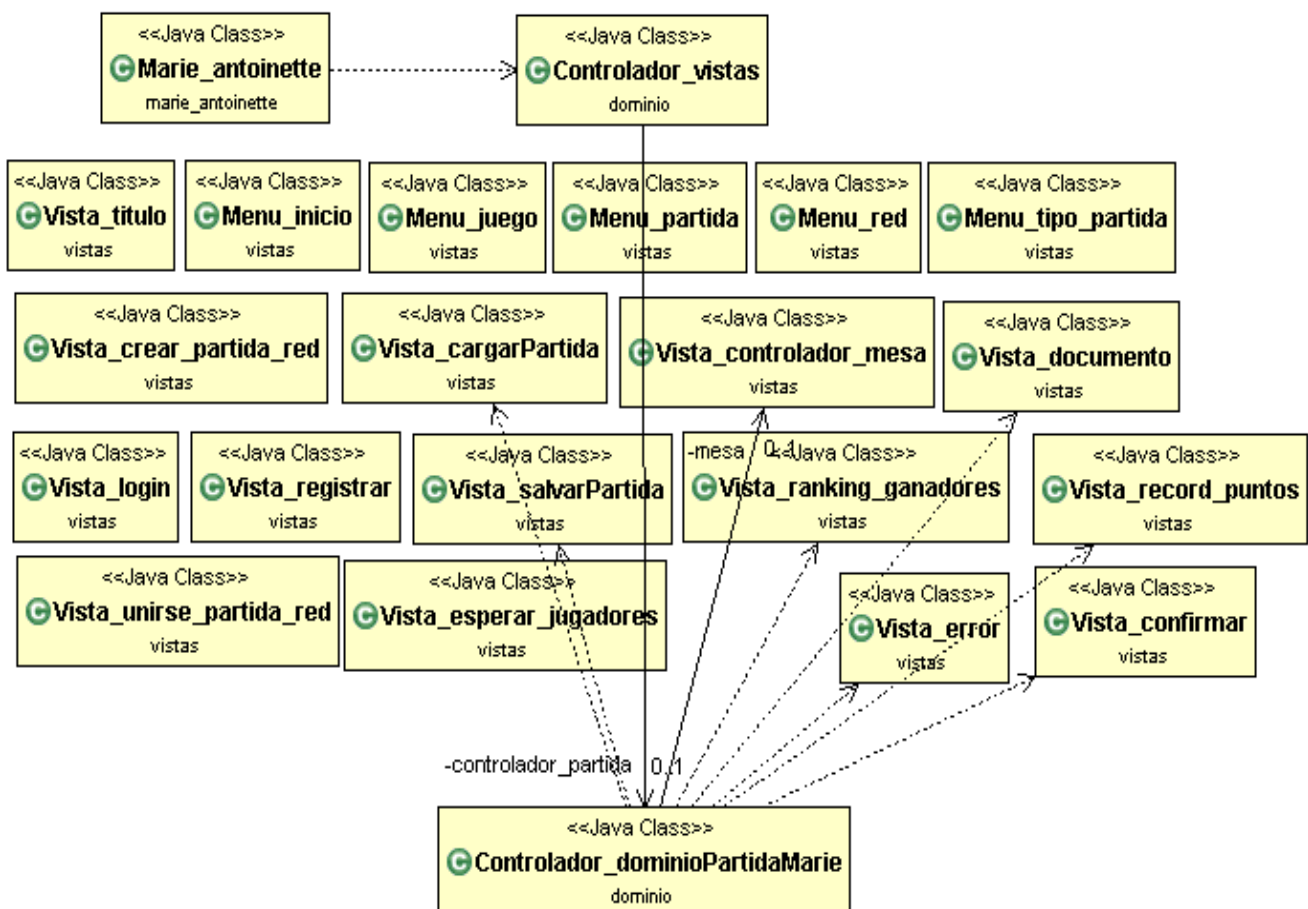 <<Java Class>>
Marie_antoinette
marie_antoinette
<<Java Class>>
Controlador_vistas
dominio
<<Java Class>>
Vista_titulo
vistas
<<Java Class>>
Menu_inicio
vistas
<<Java Class>>
Menu_juego
vistas
<<Java Class>>
Menu_partida
vistas
<<Java Class>>
Menu_red
vistas
<<Java Class>>
Menu_tipo_partida
vistas
<<Java Class>>
Vista_crear_partida_red
vistas
<<Java Class>>
Vista_cargarPartida
vistas
<<Java Class>>
Vista_controlador_mesa
vistas
<<Java Class>>
Vista_documento
vistas
<<Java Class>>
Vista_login
vistas
<<Java Class>>
Vista_registrar
vistas
<<Java Class>>
Vista_salvarPartida
vistas
-mesa 0..1
<<Java Class>>
Vista_ranking_ganadores
vistas
<<Java Class>>
Vista_record_puntos
vistas
<<Java Class>>
Vista_unirse_partida_red
vistas
<<Java Class>>
Vista_esperar_jugadores
vistas
<<Java Class>>
Vista_error
vistas
<<Java Class>>
Vista_confirmar
vistas
-controlador_partida 0..1
<<Java Class>>
Controlador_dominioPartidaMarie
dominio